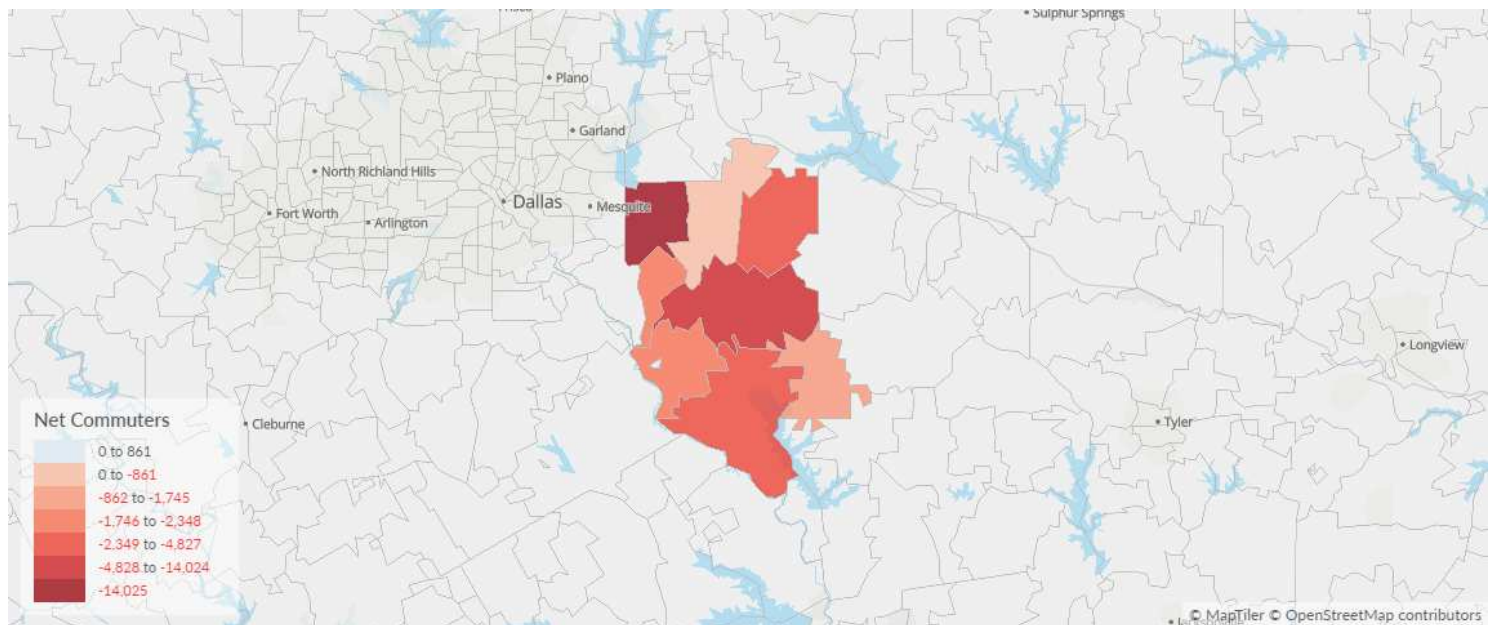 Frisco
Sulphur Springs
Plano
Garland
North Richland Hills
Dallas
Mesquite
Fort Worth
Arlington
Longview
Net Commuters
0 to 861
0 to -861
-862 to -1,745
-1,746 to -2,348
-2,349 to -4,827
-4,828 to -14,024
-14,025
Cleburne
Tyler
© MapTiler © OpenStreetMap contributors